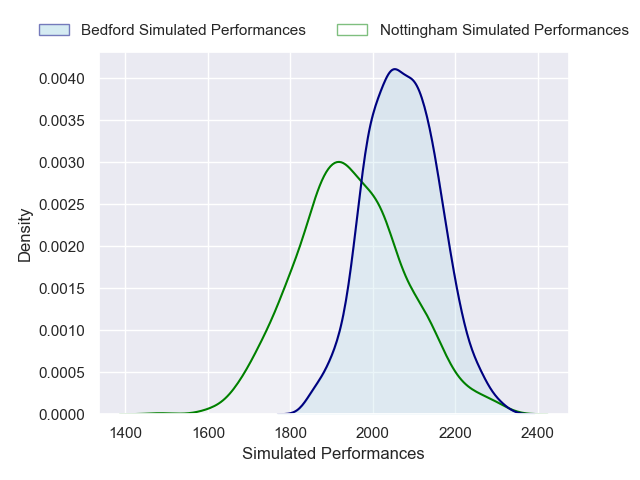 Bedford Simulated Performances
Nottingham Simulated Performances
0.0040
0.0035
0.0030
0.0025
0.0020
0.0015
0.0010
0.0005
0.0000
Density
1400 1600 1800 2000 2200 2400
Simulated Performances